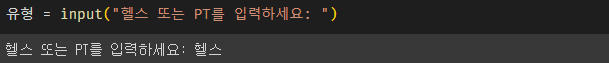 유형 = input("헬스 또는 PT를 입력하세요: ")
헬스 또는 PT를 입력하세요: 헬스